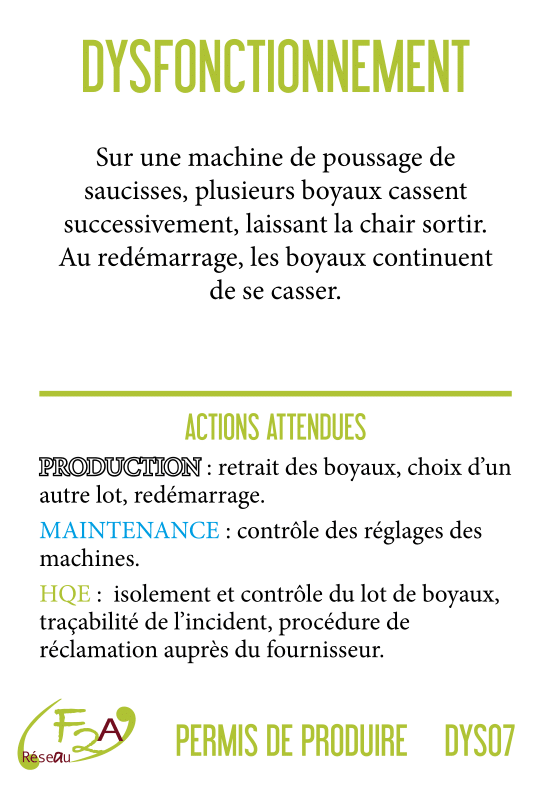 DYSFONCTIONNEMENT
Sur une machine de poussage de
saucisses, plusieurs boyaux cassent
successivement, laissant la chair sortir.
Au redémarrage, les boyaux continuent
de se casser.
ACTIONS ATTENDUES
PRODUCTION : retrait des boyaux, choix d’un
autre lot, redémarrage.
MAINTENANCE : contrôle des réglages des
machines.
HQE : isolement et contrôle du lot de boyaux,
traçabilité de l’incident, procédure de
réclamation auprès du fournisseur.
F2A
Réseau
PERMIS DE PRODUIRE DYS07